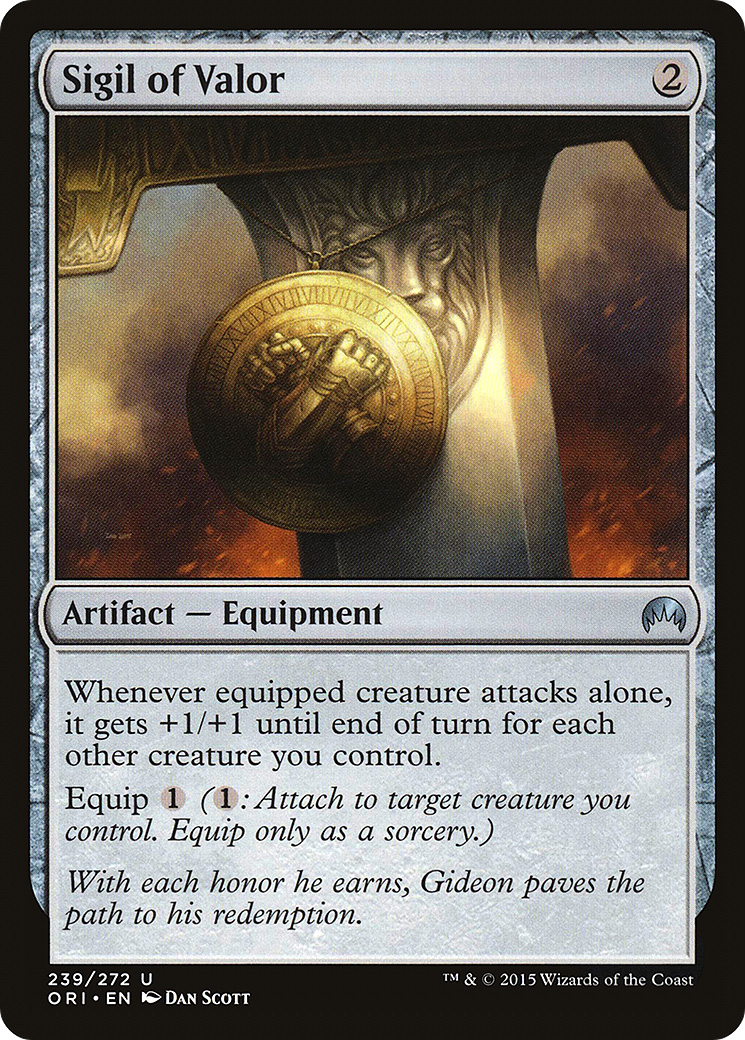 Sigil of Valor 2
Artifact — Equipment
Whenever equipped creature attacks alone,
it gets +1/+1 until end of turn for each
other creature you control.
Equip 1 (1: Attach to target creature you
control. Equip only as a sorcery.)
With each honor he earns, Gideon paves the
path to his redemption.
239/272 U
ORI • EN Dan Scott
™ & © 2015 Wizards of the Coast